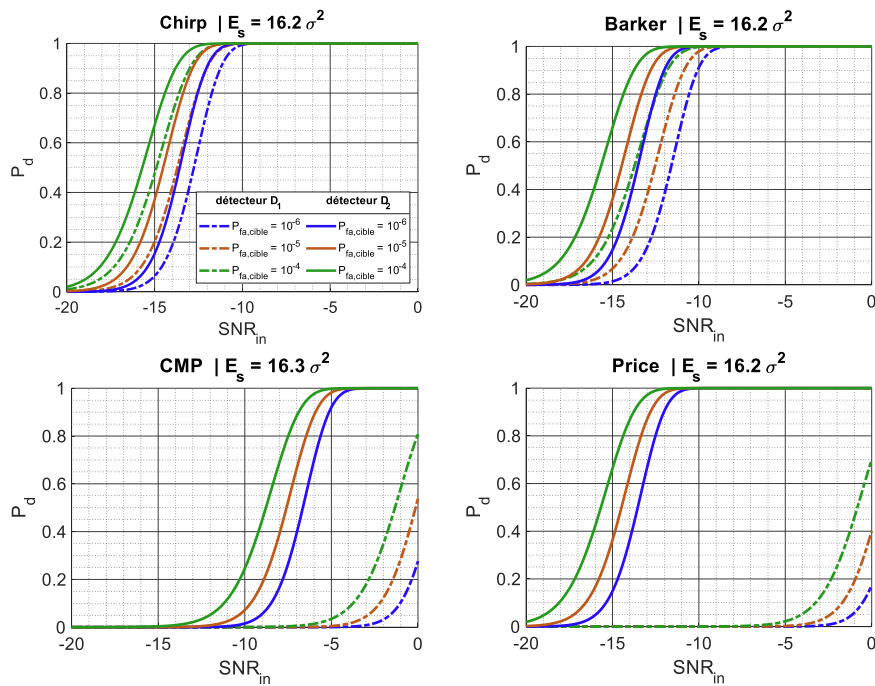 Chirp | E_s = 16.2 σ^2
P_d
1
0.8
0.6
0.4
0.2
0
-20 -15 -10 -5 0
SNR_in
détecteur D_1 détecteur D_2
P_fa,cible = 10^-6 P_fa,cible = 10^-6
P_fa,cible = 10^-5 P_fa,cible = 10^-5
P_fa,cible = 10^-4 P_fa,cible = 10^-4
Barker | E_s = 16.2 σ^2
P_d
1
0.8
0.6
0.4
0.2
0
-20 -15 -10 -5 0
SNR_in
CMP | E_s = 16.3 σ^2
P_d
1
0.8
0.6
0.4
0.2
0
-20 -15 -10 -5 0
SNR_in
Price | E_s = 16.2 σ^2
P_d
1
0.8
0.6
0.4
0.2
0
-20 -15 -10 -5 0
SNR_in